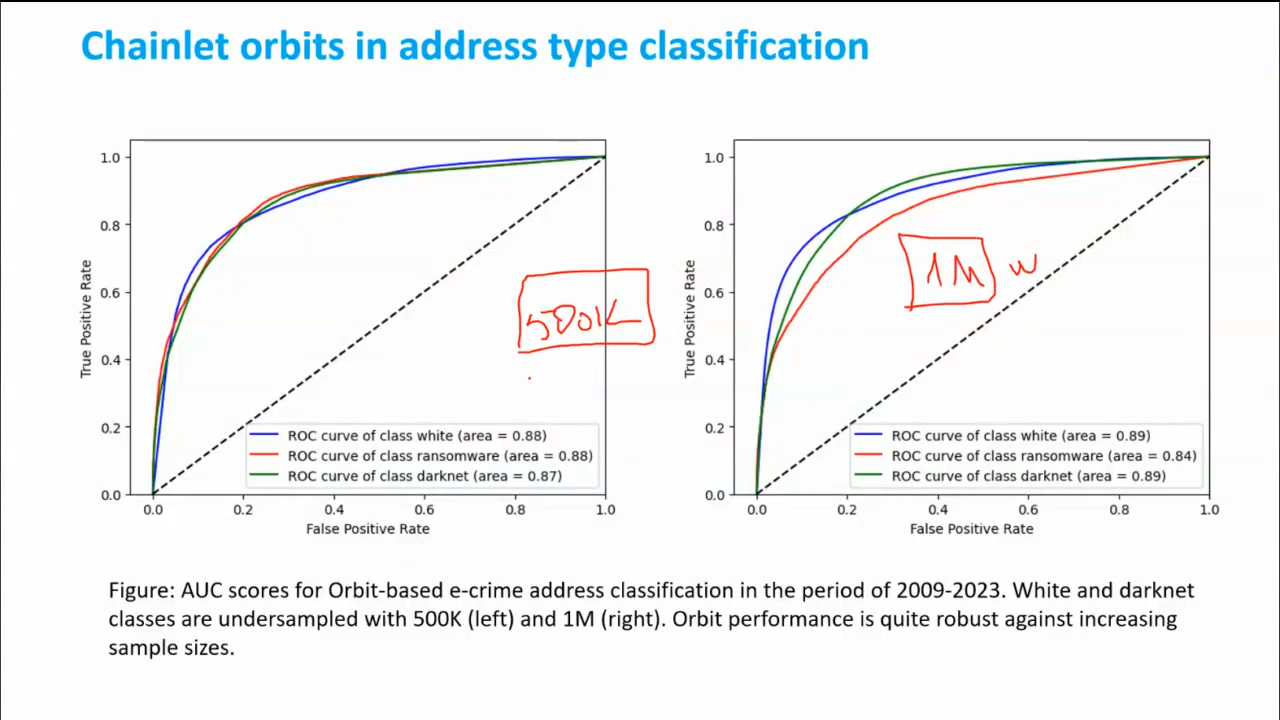 Chainlet orbits in address type classification
1.0
0.8
0.6
0.4
0.2
0.0
True Positive Rate
0.0 0.2 0.4 0.6 0.8 1.0
False Positive Rate
ROC curve of class white (area = 0.88)
ROC curve of class ransomware (area = 0.88)
ROC curve of class darknet (area = 0.87)
500K
1.0
0.8
0.6
0.4
0.2
0.0
True Positive Rate
0.0 0.2 0.4 0.6 0.8 1.0
False Positive Rate
ROC curve of class white (area = 0.89)
ROC curve of class ransomware (area = 0.84)
ROC curve of class darknet (area = 0.89)
1M w
Figure: AUC scores for Orbit-based e-crime address classification in the period of 2009-2023. White and darknet
classes are undersampled with 500K (left) and 1M (right). Orbit performance is quite robust against increasing
sample sizes.